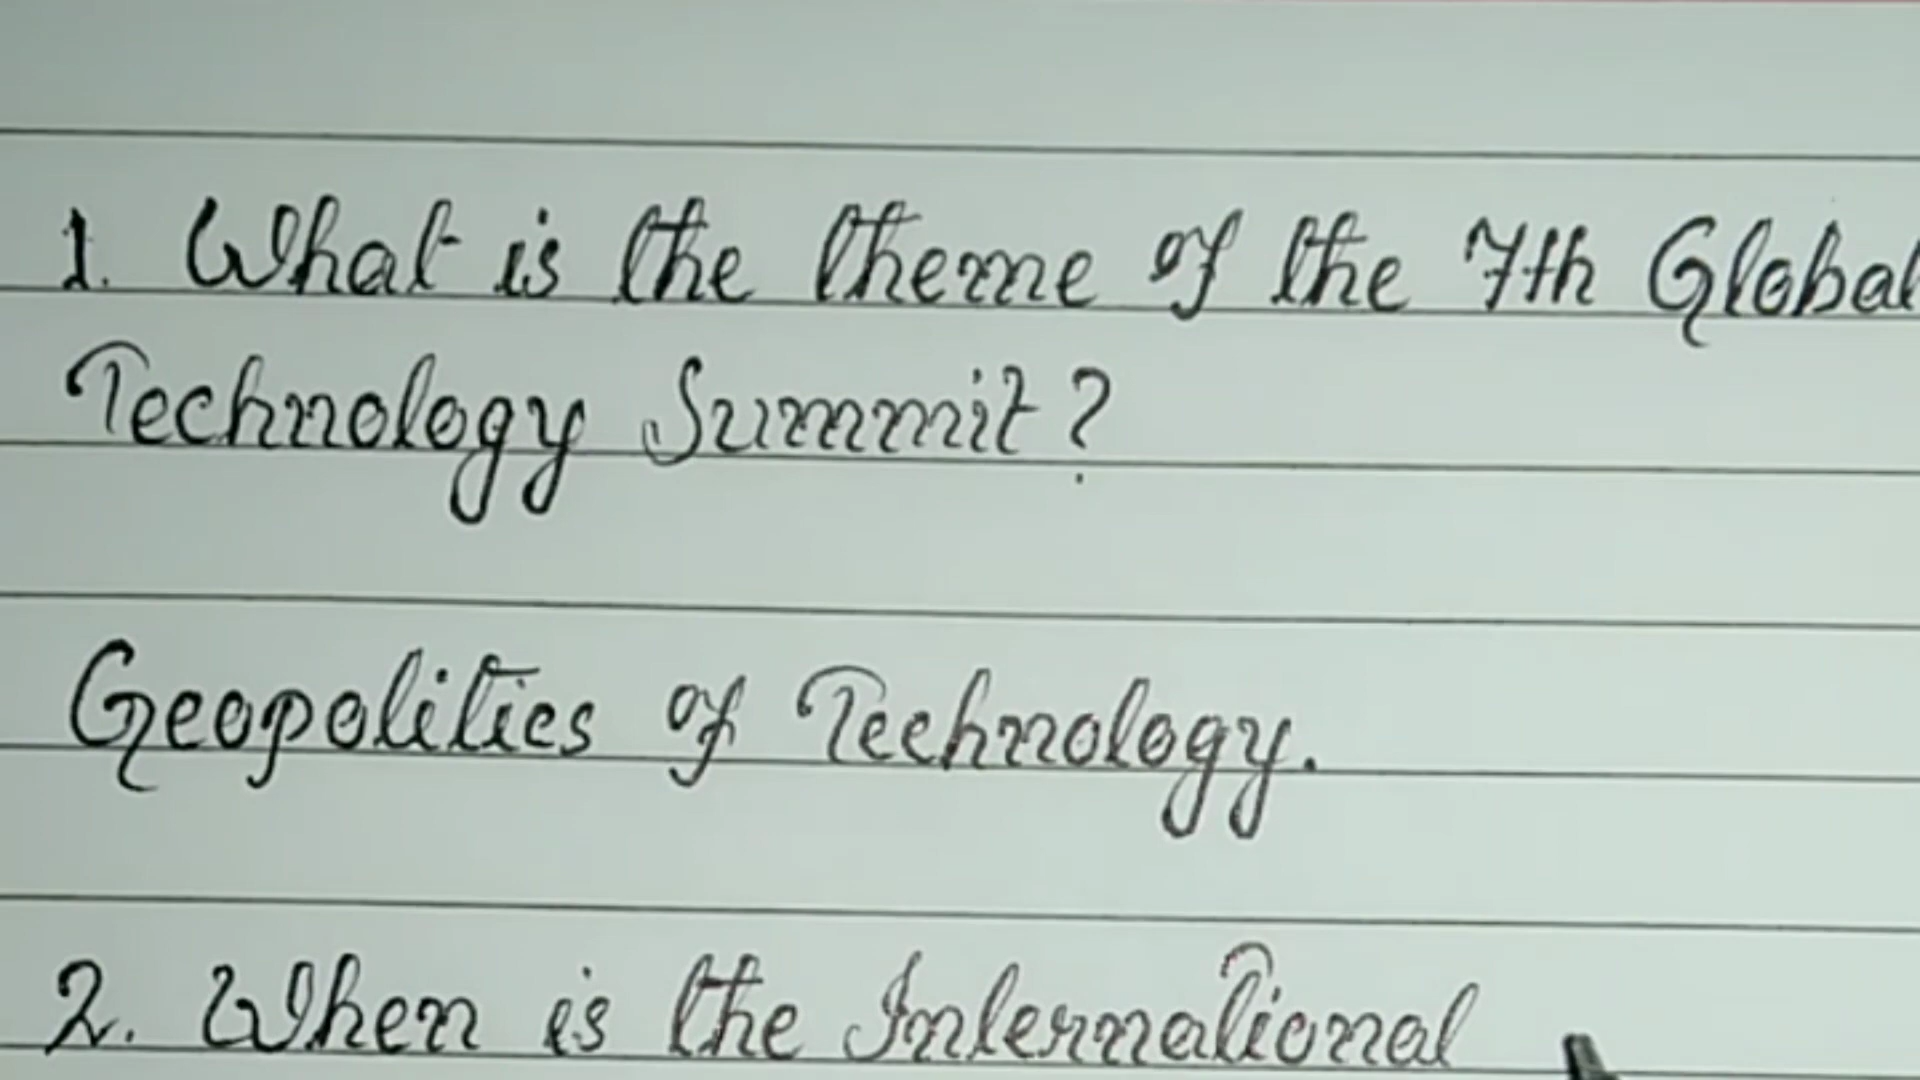 1. What is the theme of the 7th Global
Technology Summit?
Geopolitics of Technology.
2. When is the International